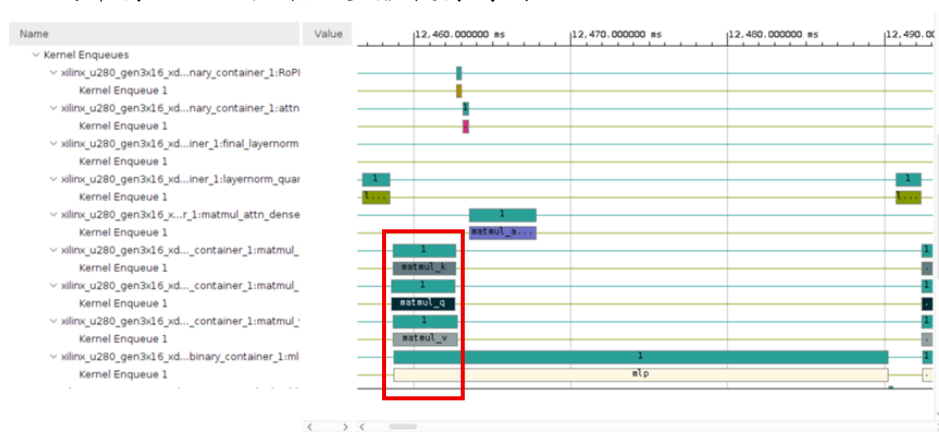 Name Value 12,460.000000 ms 12,470.000000 ms 12,480.000000 ms 12,490.00
Kernel Enqueues
xilinx_u280_gen3x16_xd...nary_container_1:RoPI
Kernel Enqueue 1
xilinx_u280_gen3x16_xd...nary_container_1:attn 1
Kernel Enqueue 1
xilinx_u280_gen3x16_xd...iner_1:final_layernorm
Kernel Enqueue 1
xilinx_u280_gen3x16_xd...iner_1:layernorm_quar 1 1
Kernel Enqueue 1 l... l...
xilinx_u280_gen3x16_x...r_1:matmul_attn_dense 1
Kernel Enqueue 1 matmul_a...
xilinx_u280_gen3x16_xd..._container_1:matmul_ 1 1
Kernel Enqueue 1 matmul_k .
xilinx_u280_gen3x16_xd..._container_1:matmul_ 1 1
Kernel Enqueue 1 matmul_q .
xilinx_u280_gen3x16_xd..._container_1:matmul_ 1 1
Kernel Enqueue 1 matmul_v .
xilinx_u280_gen3x16_xd...binary_container_1:ml 1 1
Kernel Enqueue 1 mlp .